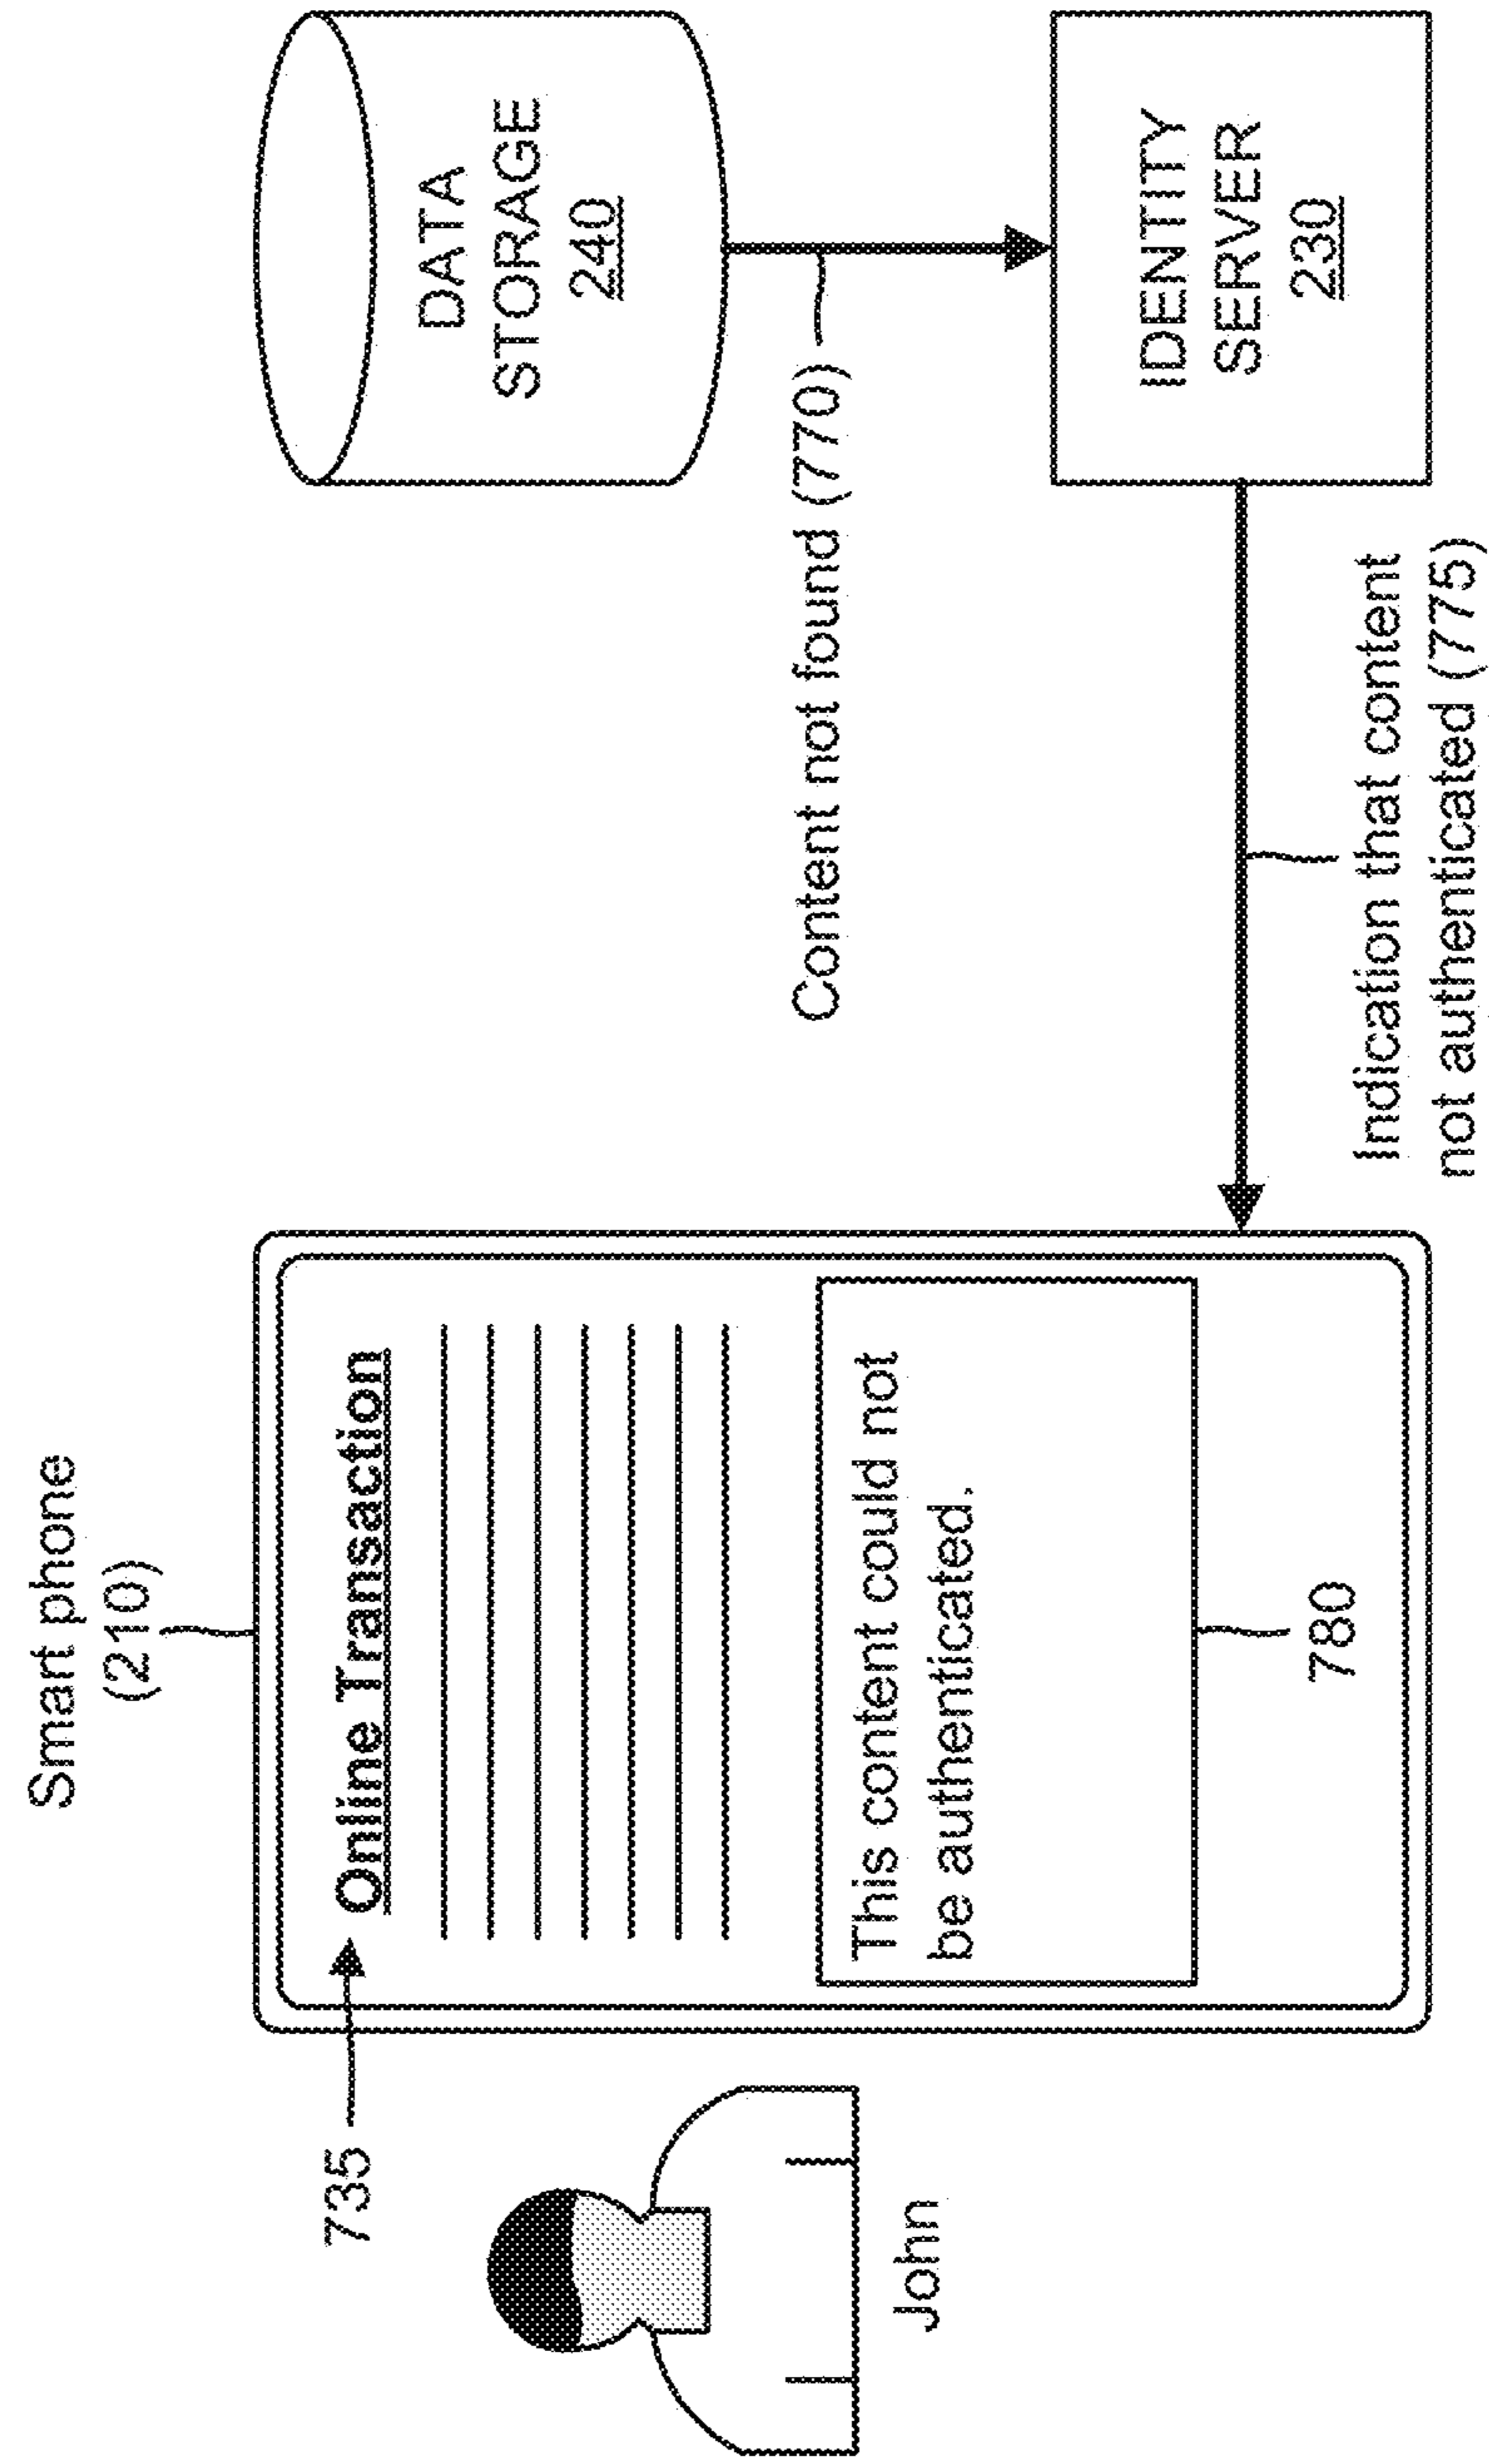 Smart phone
(210)
735
Online Transaction
This content could not
be authenticated.
780
John
DATA
STORAGE
240
Content not found (770)
IDENTITY
SERVER
230
Indication that content
not authenticated (775)